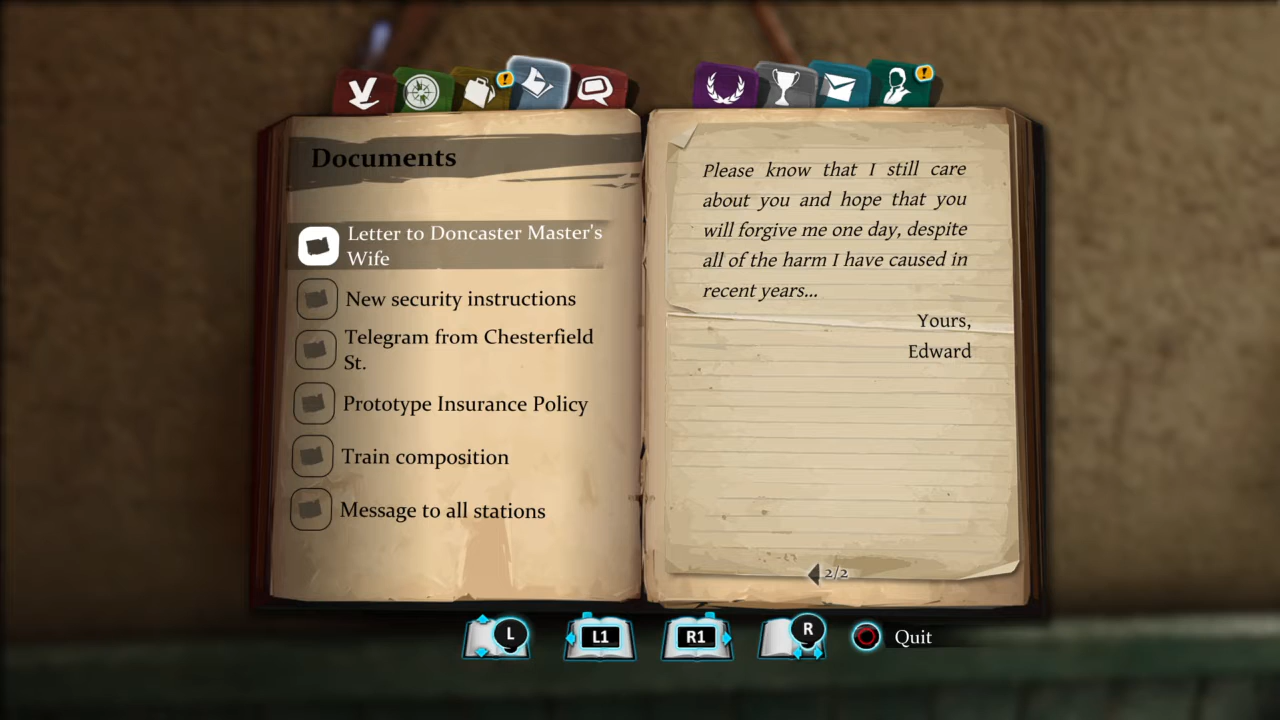 Documents
Letter to Doncaster Master's
Wife
New security instructions
Telegram from Chesterfield
St.
Prototype Insurance Policy
Train composition
Message to all stations
Please know that I still care
about you and hope that you
will forgive me one day, despite
all of the harm I have caused in
recent years...
Yours,
Edward
2/2
L
L1
R1
R
Quit